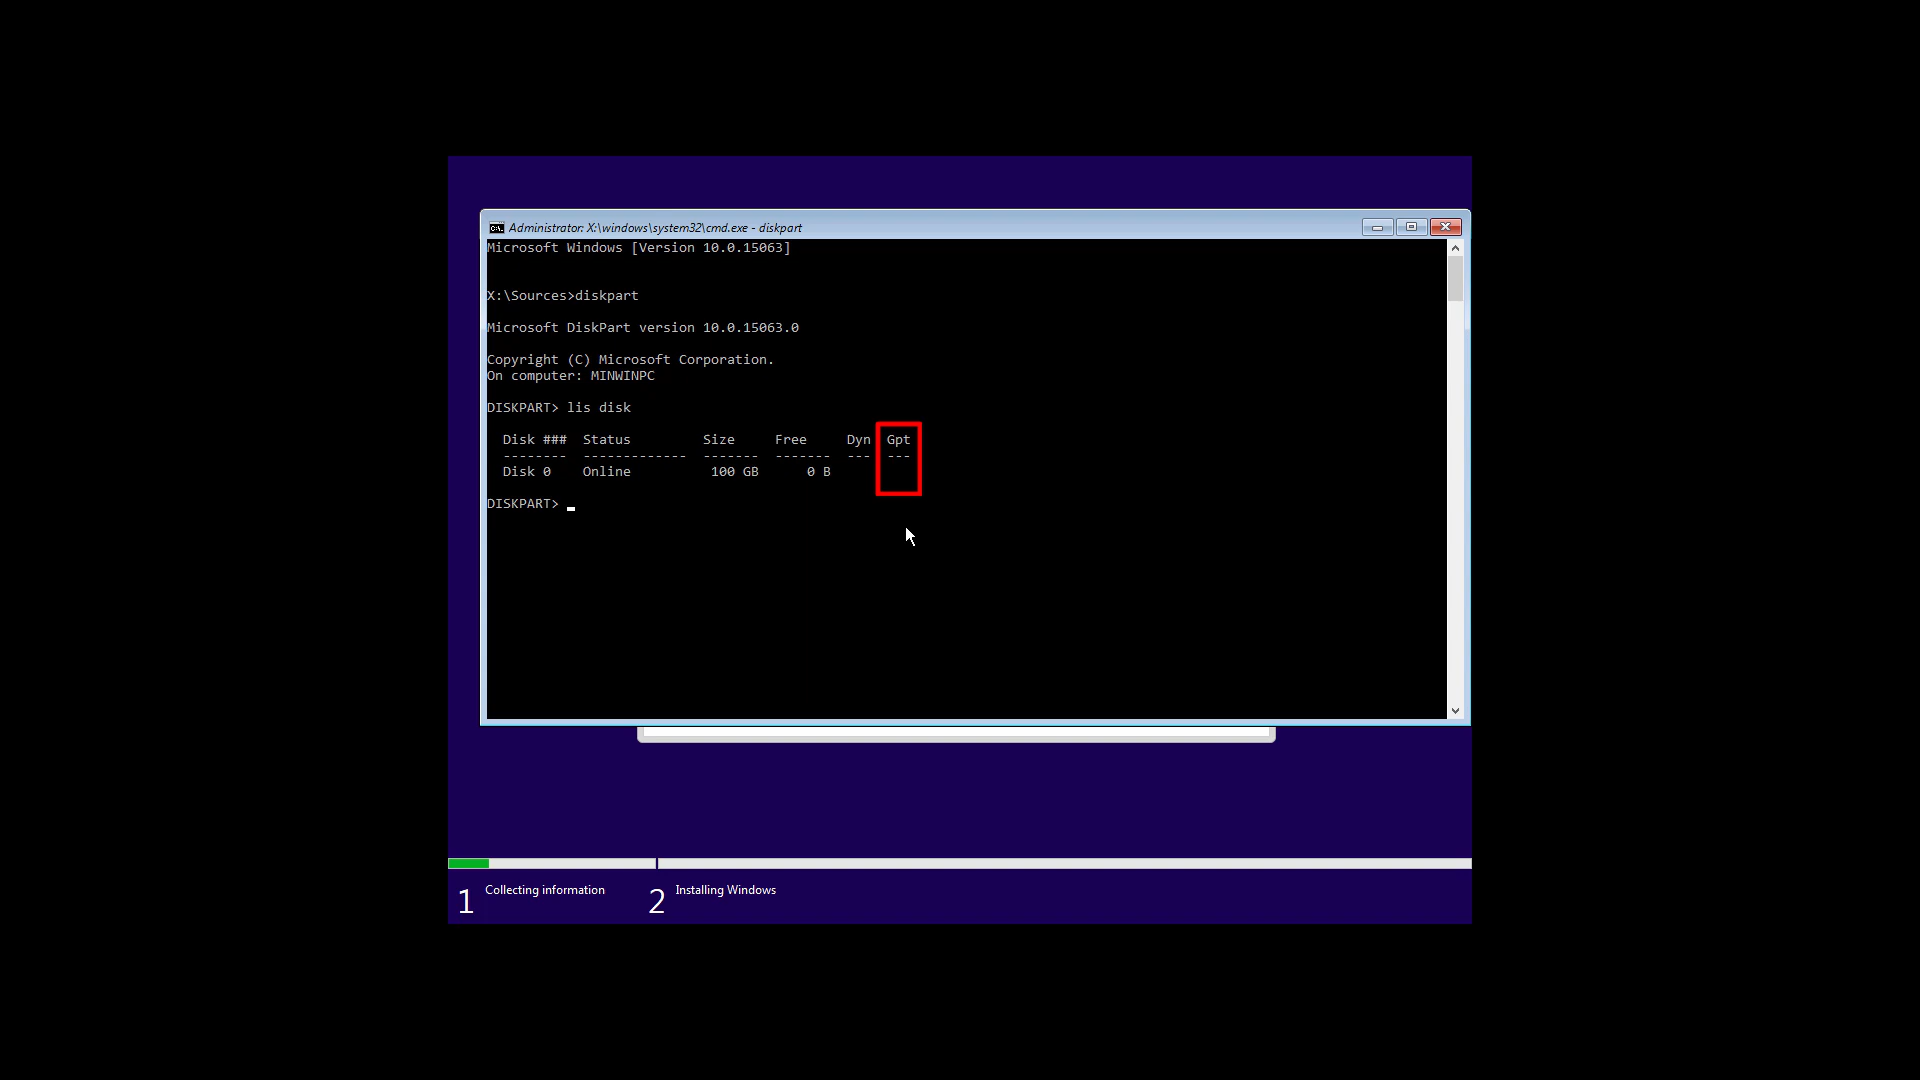 Administrator: X:\windows\system32\cmd.exe - diskpart
Microsoft Windows [Version 10.0.15063]
X:\Sources>diskpart
Microsoft DiskPart version 10.0.15063.0
Copyright (C) Microsoft Corporation.
On computer: MINWINPC
DISKPART> lis disk
Disk ###  Status         Size     Free     Dyn  Gpt
--------  -------------  -------  -------  ---  ---
Disk 0    Online          100 GB      0 B
DISKPART>
1 Collecting information 2 Installing Windows